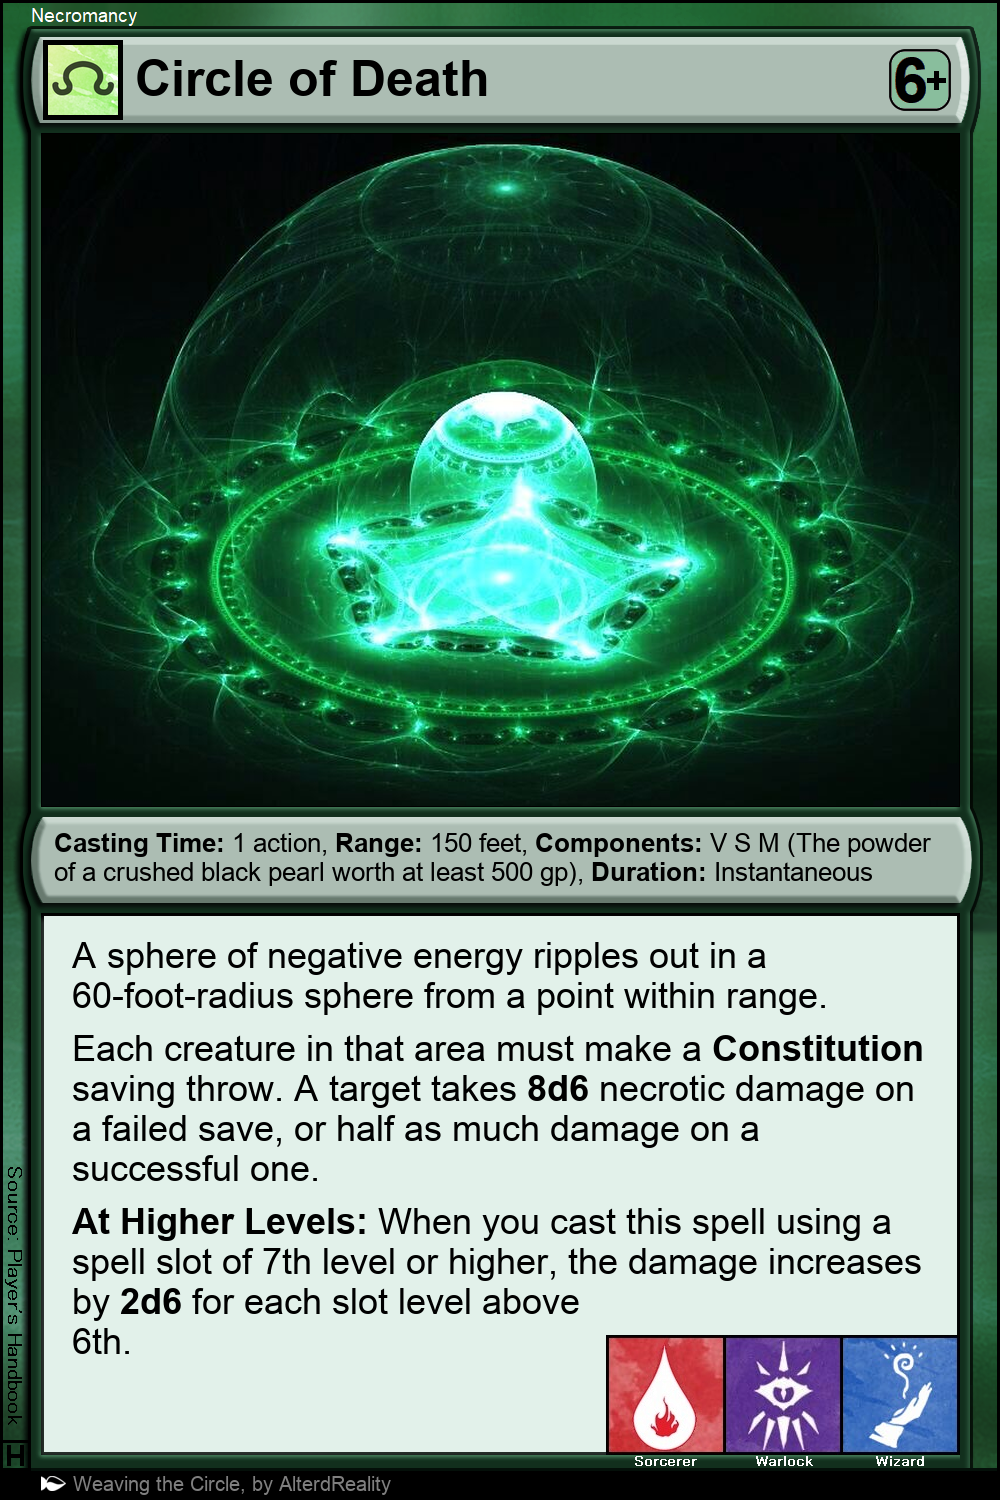 Necromancy
Circle of Death
6+
Casting Time: 1 action, Range: 150 feet, Components: V S M (The powder
of a crushed black pearl worth at least 500 gp), Duration: Instantaneous
A sphere of negative energy ripples out in a
60-foot-radius sphere from a point within range.
Each creature in that area must make a Constitution
saving throw. A target takes 8d6 necrotic damage on
a failed save, or half as much damage on a
successful one.
At Higher Levels: When you cast this spell using a
spell slot of 7th level or higher, the damage increases
by 2d6 for each slot level above
6th.
Source: Player's Handbook
H
Sorcerer Warlock Wizard
Weaving the Circle, by AlterdReality